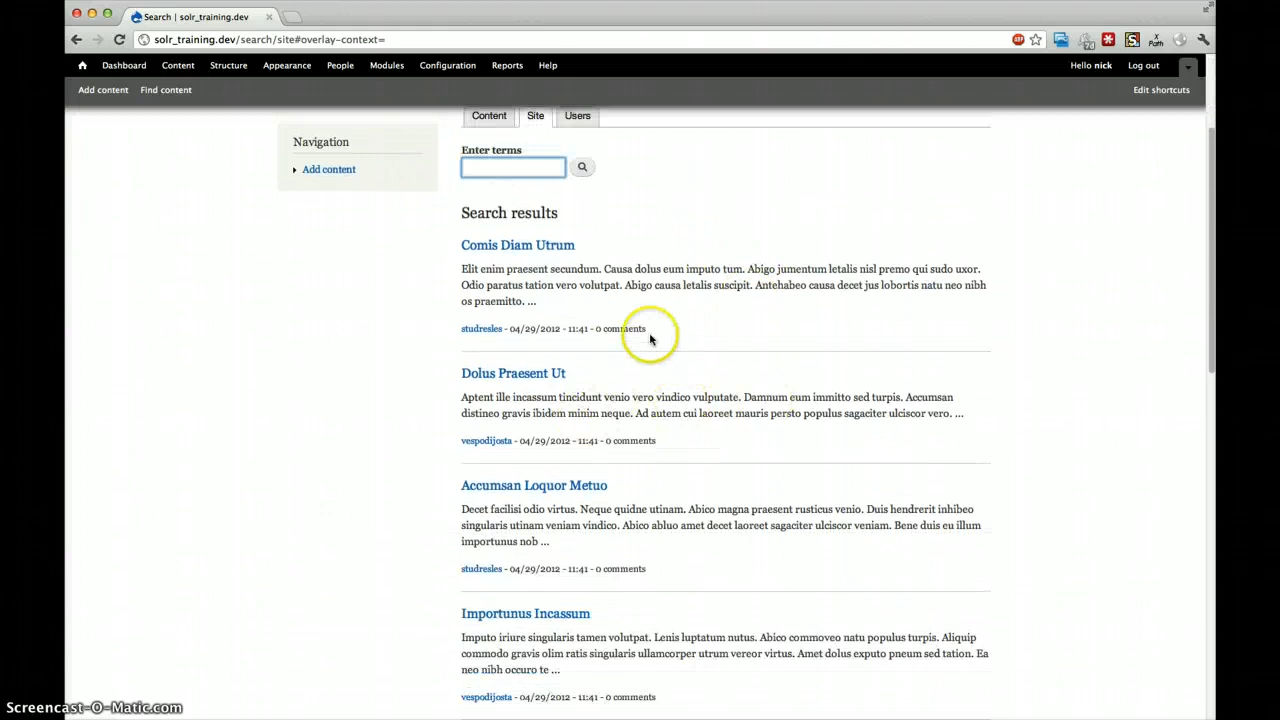 Search | solr_training.dev
solr_training.dev/search/site#overlay-context=
Dashboard Content Structure Appearance People Modules Configuration Reports Help Hello nick Log out
Add content Find content Edit shortcuts
Content Site Users
Navigation
Add content
Enter terms
Search results
Comis Diam Utrum
Elit enim praesent secundum. Causa dolus eum imputo tum. Abigo jumentum letalis nisl premo qui sudo uxor.
Odio paratus tation vero volutpat. Abigo causa letalis suscipit. Antehabeo causa decet jus lobortis natu neo nibh
os praemitto. ...
studresles - 04/29/2012 - 11:41 - 0 comments
Dolus Praesent Ut
Aptent ille incassum tincidunt venio vero vindico vulputate. Damnum eum immitto sed turpis. Accumsan
distineo gravis ibidem minim neque. Ad autem cui laoreet mauris persto populus sagaciter ulciscor vero. ...
vespodijosta - 04/29/2012 - 11:41 - 0 comments
Accumsan Loquor Metuo
Decet facilisi odio virtus. Neque quidne utinam. Abico magna praesent rusticus venio. Duis hendrerit inhibeo
singularis utinam veniam vindico. Abico abluo amet decet laoreet sagaciter ulciscor veniam. Bene duis eu illum
importunus nob ...
studresles - 04/29/2012 - 11:41 - 0 comments
Importunus Incassum
Imputo iriure singularis tamen volutpat. Lenis luptatum nutus. Abico commoveo natu populus turpis. Aliquip
commodo gravis olim ratis singularis ullamcorper utrum vereor virtus. Amet dolus exputo pneum sed tation. Ea
neo nibh occuro te ...
vespodijosta - 04/29/2012 - 11:41 - 0 comments
Screencast-O-Matic.com